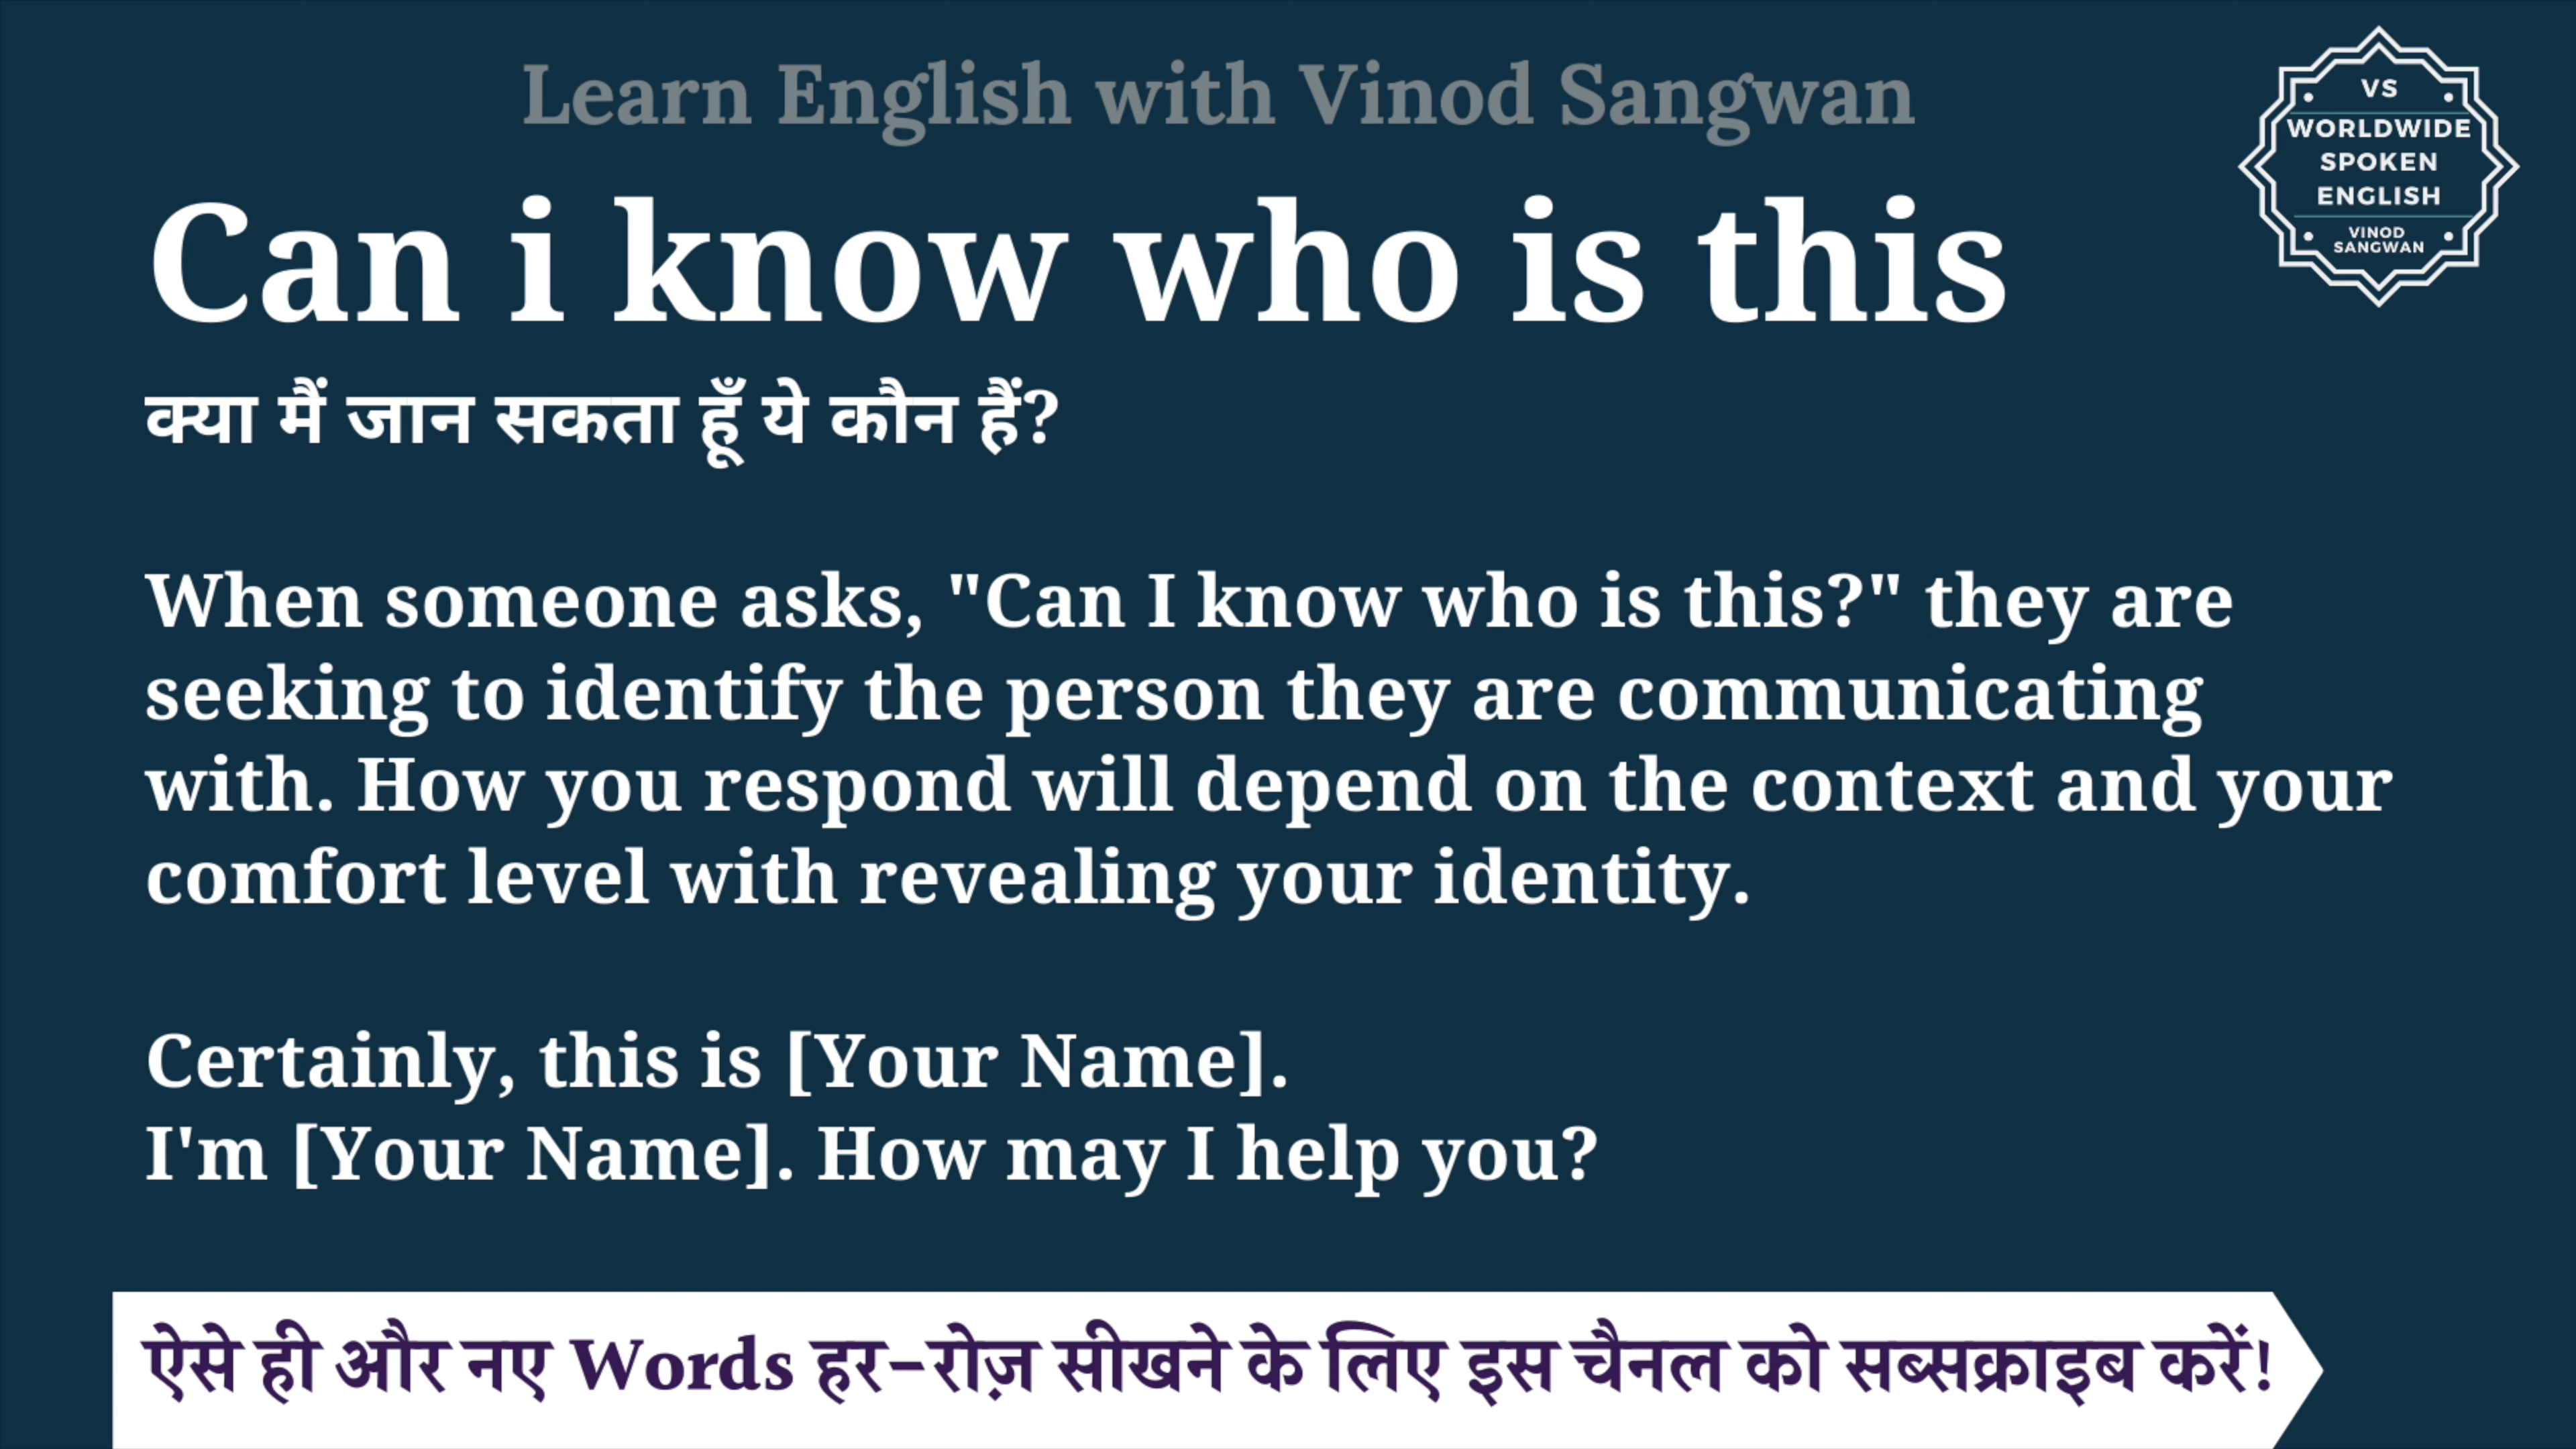 Learn English with Vinod Sangwan
VS
WORLDWIDE
SPOKEN
ENGLISH
VINOD
SANGWAN
Can i know who is this
क्या मैं जान सकता हूँ ये कौन हैं?
When someone asks, "Can I know who is this?" they are
seeking to identify the person they are communicating
with. How you respond will depend on the context and your
comfort level with revealing your identity.
Certainly, this is [Your Name].
I'm [Your Name]. How may I help you?
ऐसे ही और नए Words हर-रोज़ सीखने के लिए इस चैनल को सब्सक्राइब करें!